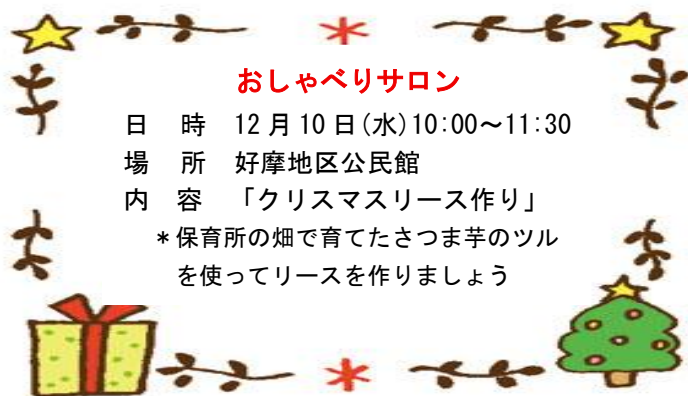 おしゃべりサロン
日　時　12月10日(水)10:00～11:30
場　所　好摩地区公民館
内　容　「クリスマスリース作り」
＊保育所の畑で育てたさつま芋のツル
を使ってリースを作りましょう